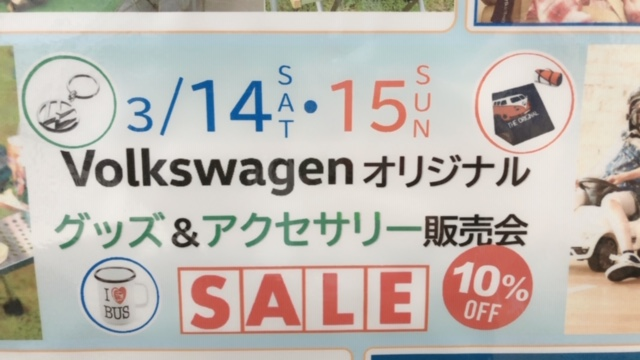 3/14 SAT・15 SUN
Volkswagen オリジナル
グッズ&アクセサリー販売会
SALE 10% OFF
THE ORIGINAL
I
BUS